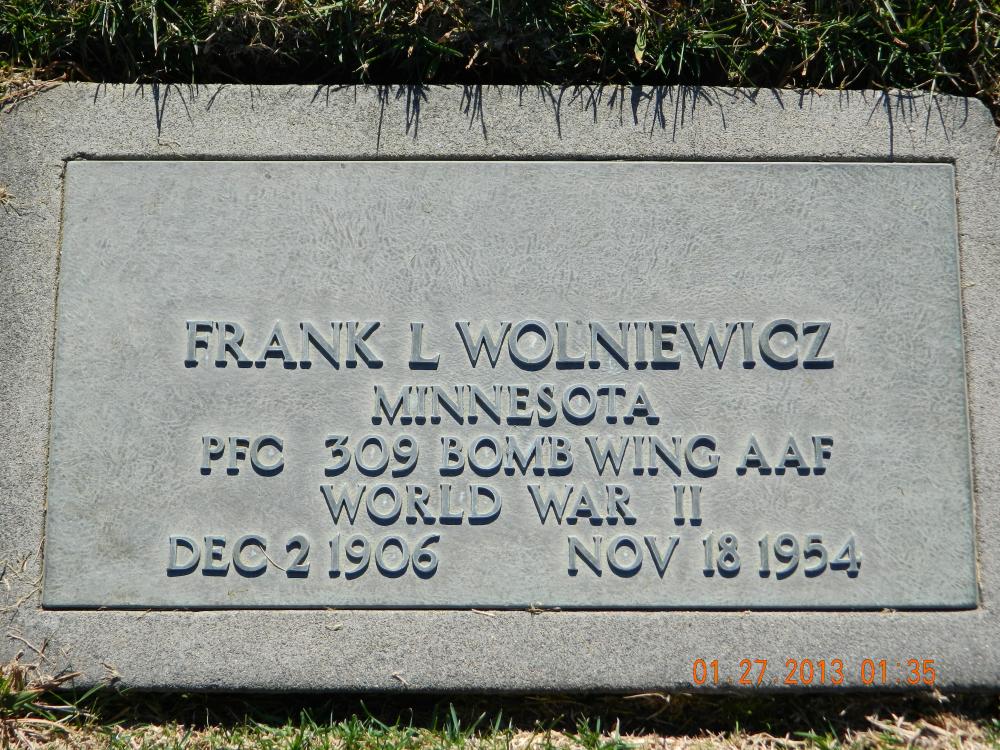 FRANK L WOLNIEWICZ
MINNESOTA
PFC 309 BOMB WING AAF
WORLD WAR II
DEC 2 1906 NOV 18 1954
01.27.2013 01:35